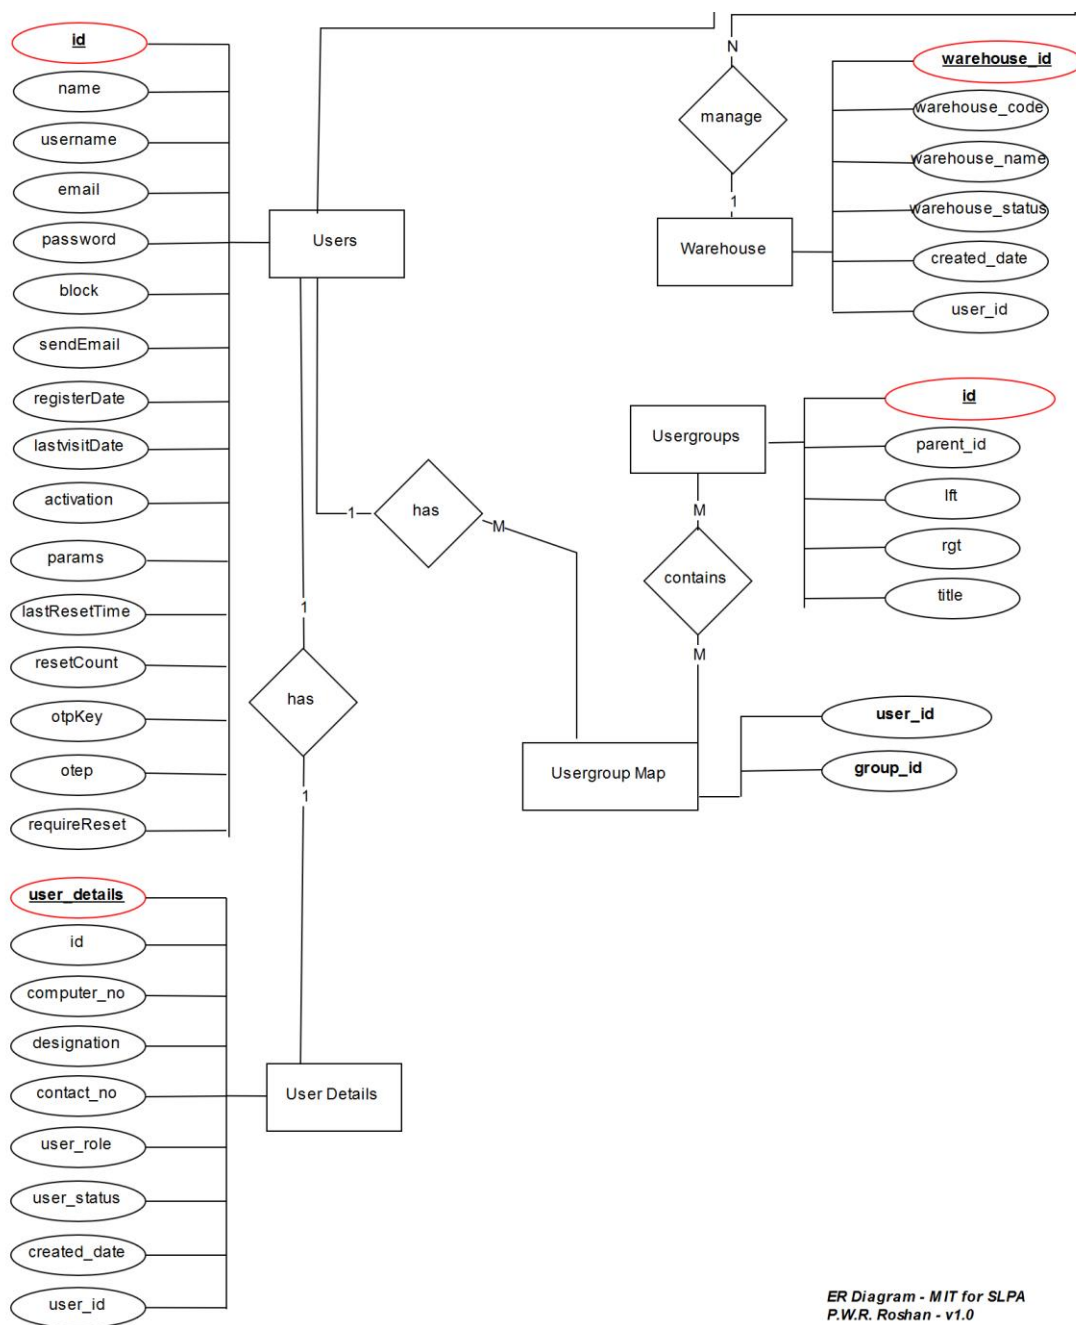 id
name
username
email
password
block
sendEmail
registerDate
lastvisitDate
activation
params
lastResetTime
resetCount
otpKey
otep
requireReset
Users
N
manage
1
Warehouse
warehouse_id
warehouse_code
warehouse_name
warehouse_status
created_date
user_id
Usergroups
id
parent_id
lft
rgt
title
1
has
M
M
contains
M
1
has
1
Usergroup Map
user_id
group_id
user_details
id
computer_no
designation
contact_no
user_role
user_status
created_date
user_id
User Details
ER Diagram - MIT for SLPA
P.W.R. Roshan - v1.0